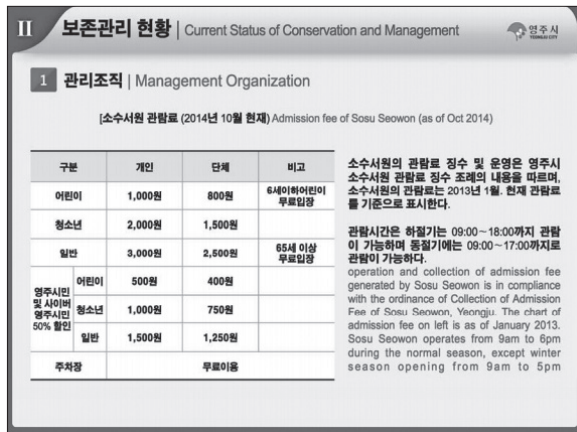 II 보존관리 현황 | Current Status of Conservation and Management
영주시
YEONGJU CITY
1 관리조직 | Management Organization
[소수서원 관람료 (2014년 10월 현재) Admission fee of Sosu Seowon (as of Oct 2014)
구분 개인 단체 비고
어린이 1,000원 800원 6세이하어린이 무료입장
청소년 2,000원 1,500원
일반 3,000원 2,500원 65세 이상 무료입장
영주시민 및 사이버 영주시민 50% 할인
어린이 500원 400원
청소년 1,000원 750원
일반 1,500원 1,250원
주차장 무료이용
소수서원의 관람료 징수 및 운영은 영주시
소수서원 관람료 징수 조례의 내용을 따르며,
소수서원의 관람료는 2013년 1월. 현재 관람료
를 기준으로 표시한다.
관람시간은 하절기는 09:00~18:00까지 관람
이 가능하며 동절기에는 09:00~17:00까지로
관람이 가능하다.
operation and collection of admission fee
generated by Sosu Seowon is in compliance
with the ordinance of Collection of Admission
Fee of Sosu Seowon, Yeongju. The chart of
admission fee on left is as of January 2013.
Sosu Seowon operates from 9am to 6pm
during the normal season, except winter
season opening from 9am to 5pm